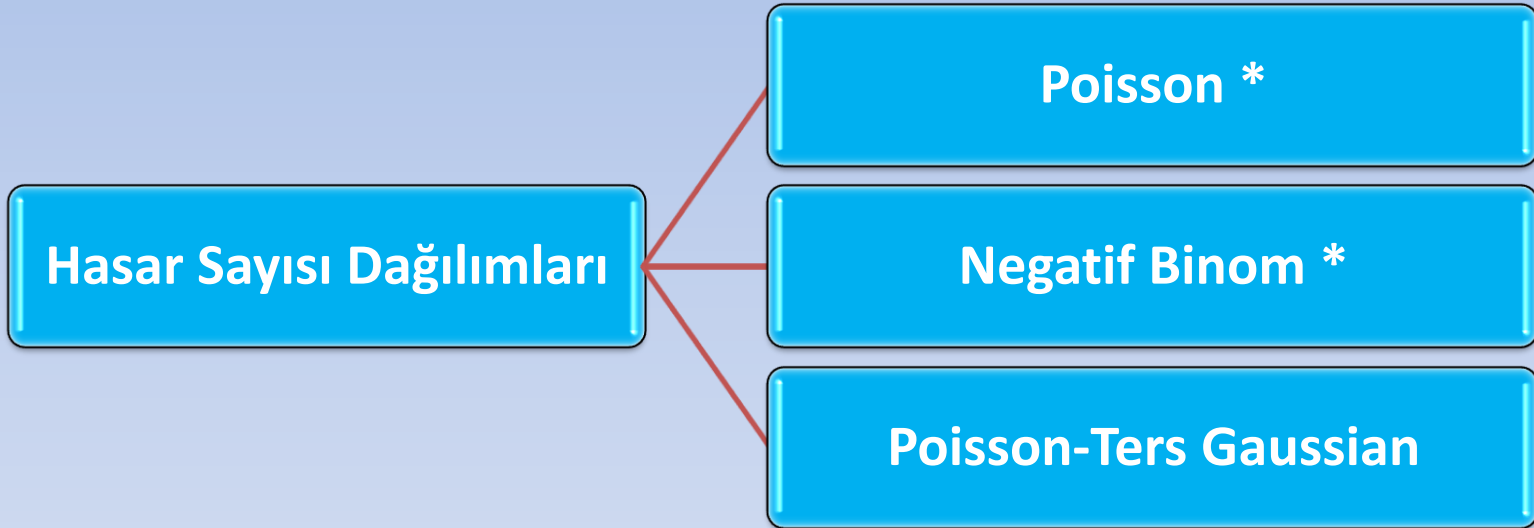 Hasar Sayısı Dağılımları
Poisson *
Negatif Binom *
Poisson-Ters Gaussian